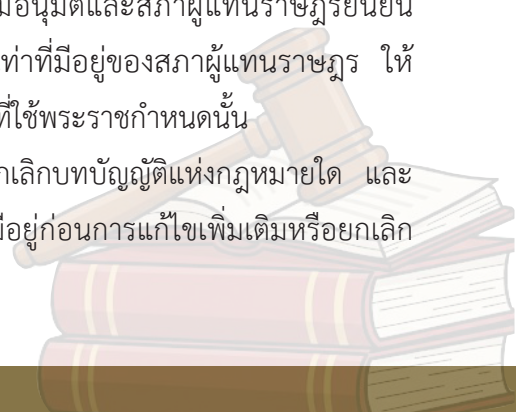 มอนุมัติและสภาผู้แทนราษฎรยืนยัน
ท่าที่มีอยู่ของสภาผู้แทนราษฎร ให้
ที่ใช้พระราชกำหนดนั้น
กเลิกบทบัญญัติแห่งกฎหมายใด และ
มีอยู่ก่อนการแก้ไขเพิ่มเติมหรือยกเลิก